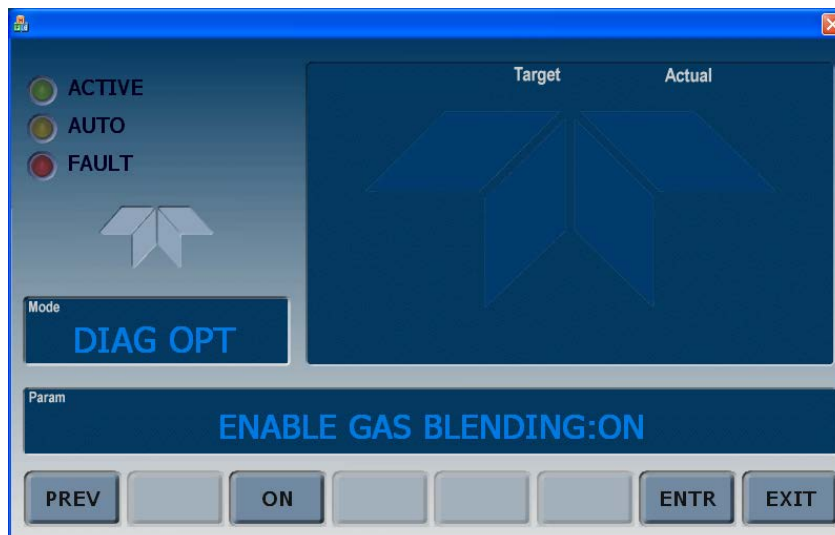 ACTIVE
AUTO
FAULT
Target Actual
Mode
DIAG OPT
Param
ENABLE GAS BLENDING:ON
PREV ON ENTR EXIT